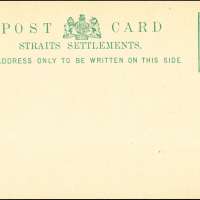 POST CARD
STRAITS SETTLEMENTS.
ADDRESS ONLY TO BE WRITTEN ON THIS SIDE.